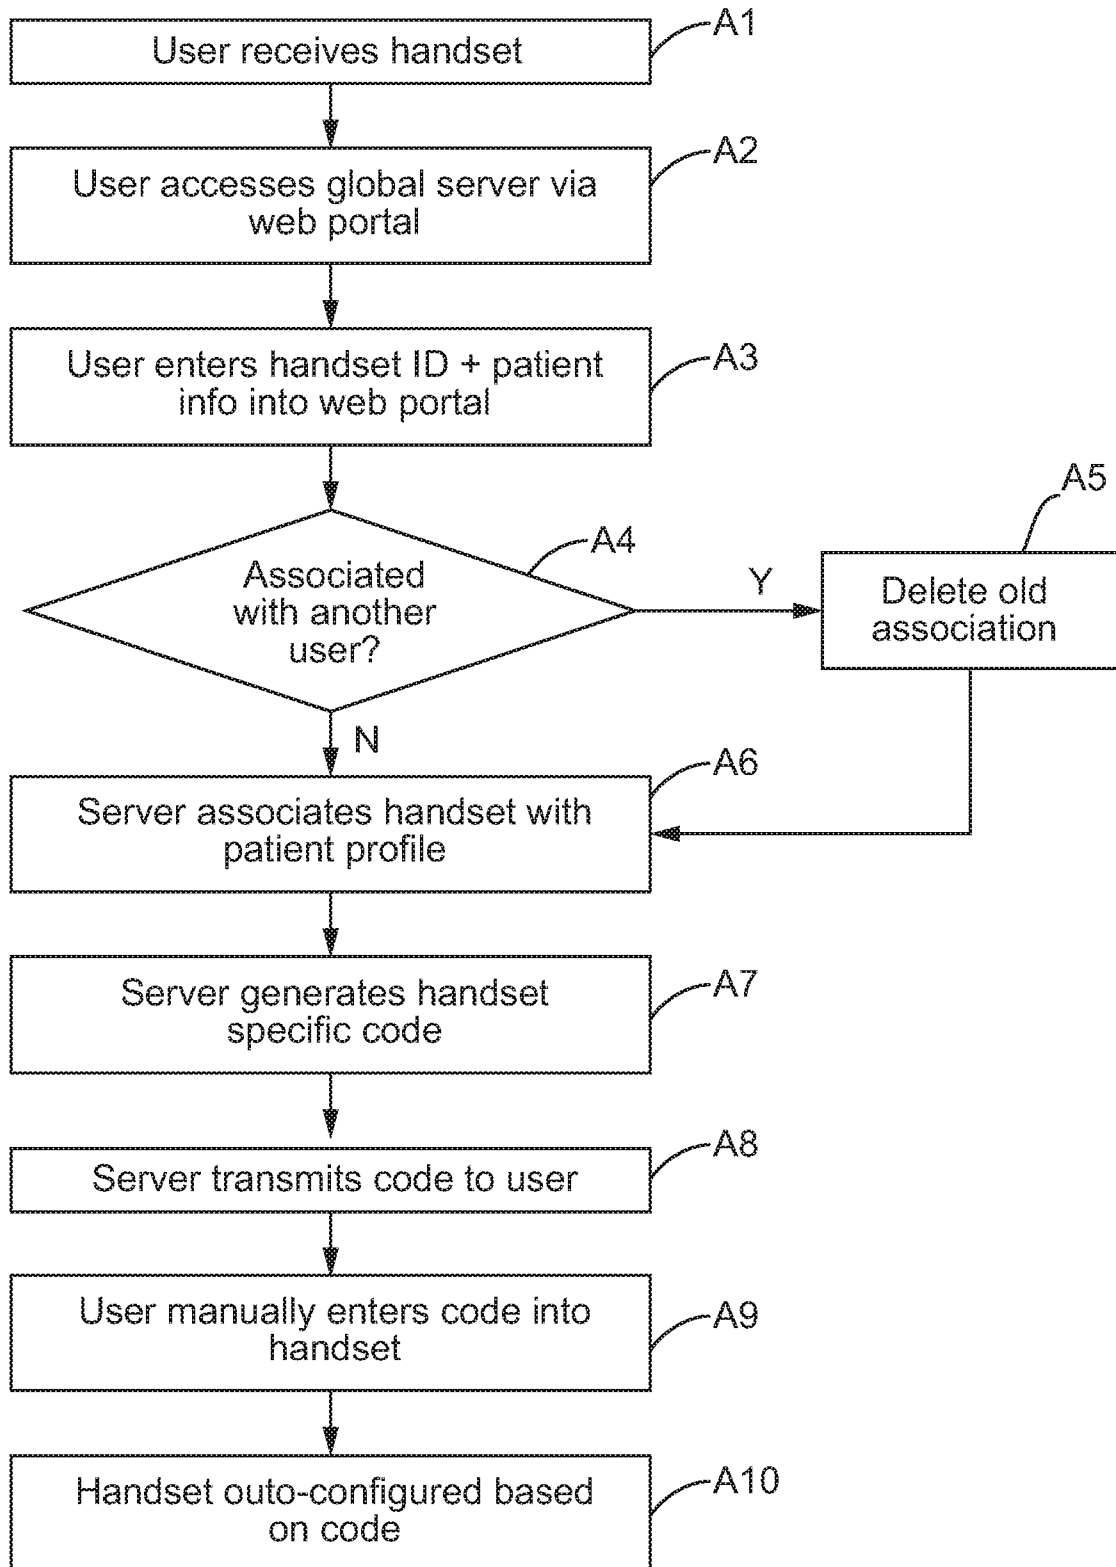 User receives handset
A1
User accesses global server via
web portal
A2
User enters handset ID + patient
info into web portal
A3
Associated
with another
user?
A4
Y
Delete old
association
A5
N
Server associates handset with
patient profile
A6
Server generates handset
specific code
A7
Server transmits code to user
A8
User manually enters code into
handset
A9
Handset outo-configured based
on code
A10